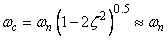 ω_c = ω_n(1-2ζ²)^0.5 ≈ ω_n